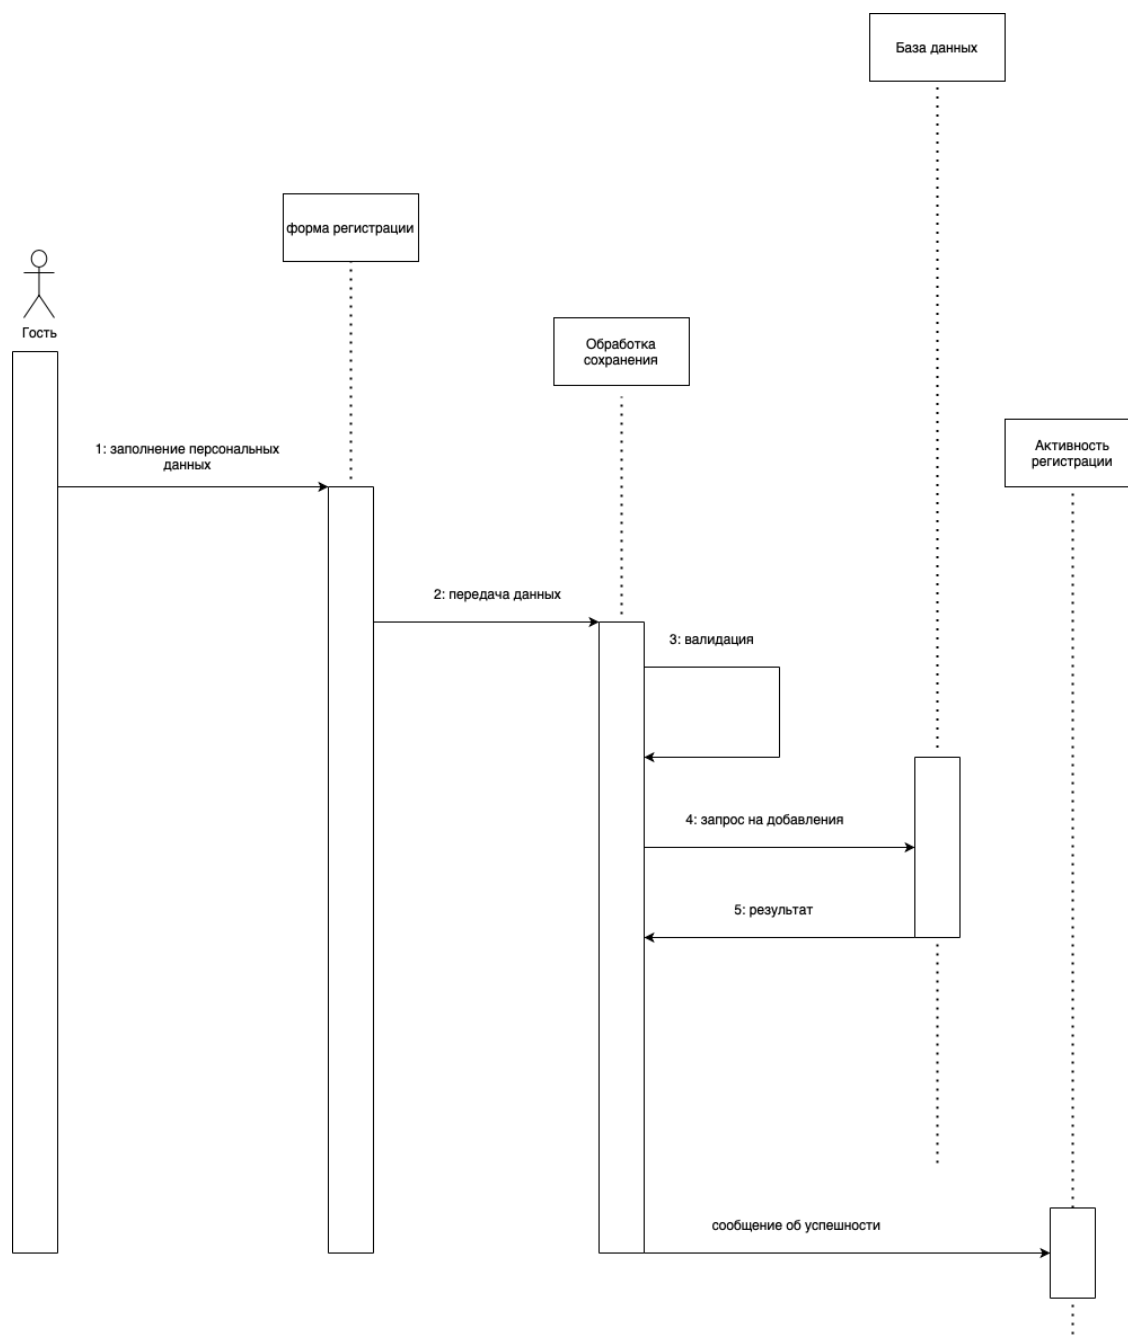 База данных
форма регистрации
Гость
Обработка
сохранения
Активность
регистрации
1: заполнение персональных
данных
2: передача данных
3: валидация
4: запрос на добавления
5: результат
сообщение об успешности